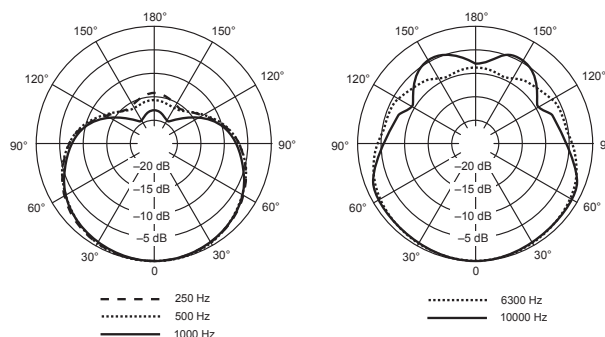 180°
150° 150°
120° 120°
90° 90°
60° 60°
30° 30°
0
–20 dB
–15 dB
–10 dB
–5 dB
250 Hz
500 Hz
1000 Hz
180°
150° 150°
120° 120°
90° 90
60° 60°
30° 30°
0
–20 dB
–15 dB
–10 dB
–5 dB
6300 Hz
10000 Hz